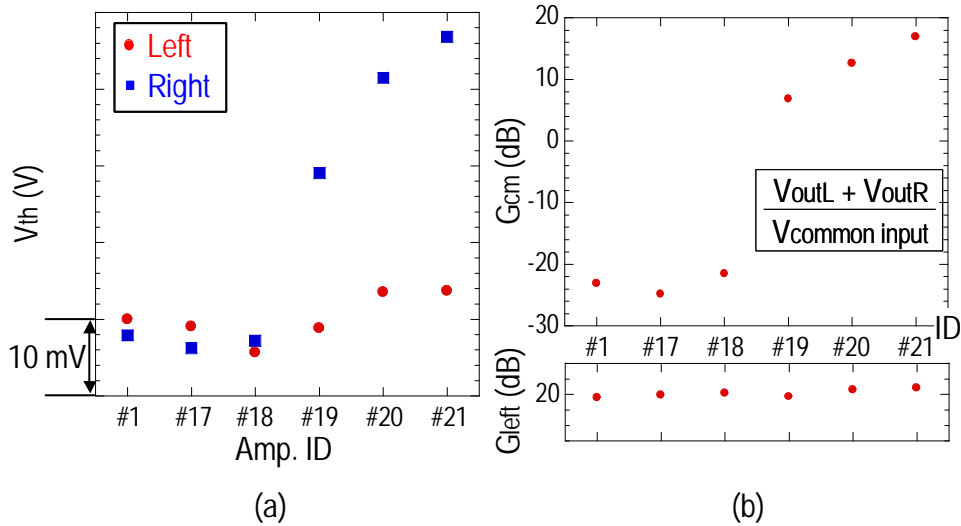 Left
Right
Vth (V)
10 mV
#1 #17 #18 #19 #20 #21
Amp. ID
(a)
20
10
0
-10
-20
-30
Gcm (dB)
VoutL + VoutR
Vcommon input
ID
#1 #17 #18 #19 #20 #21
20
Gleft (dB)
(b)